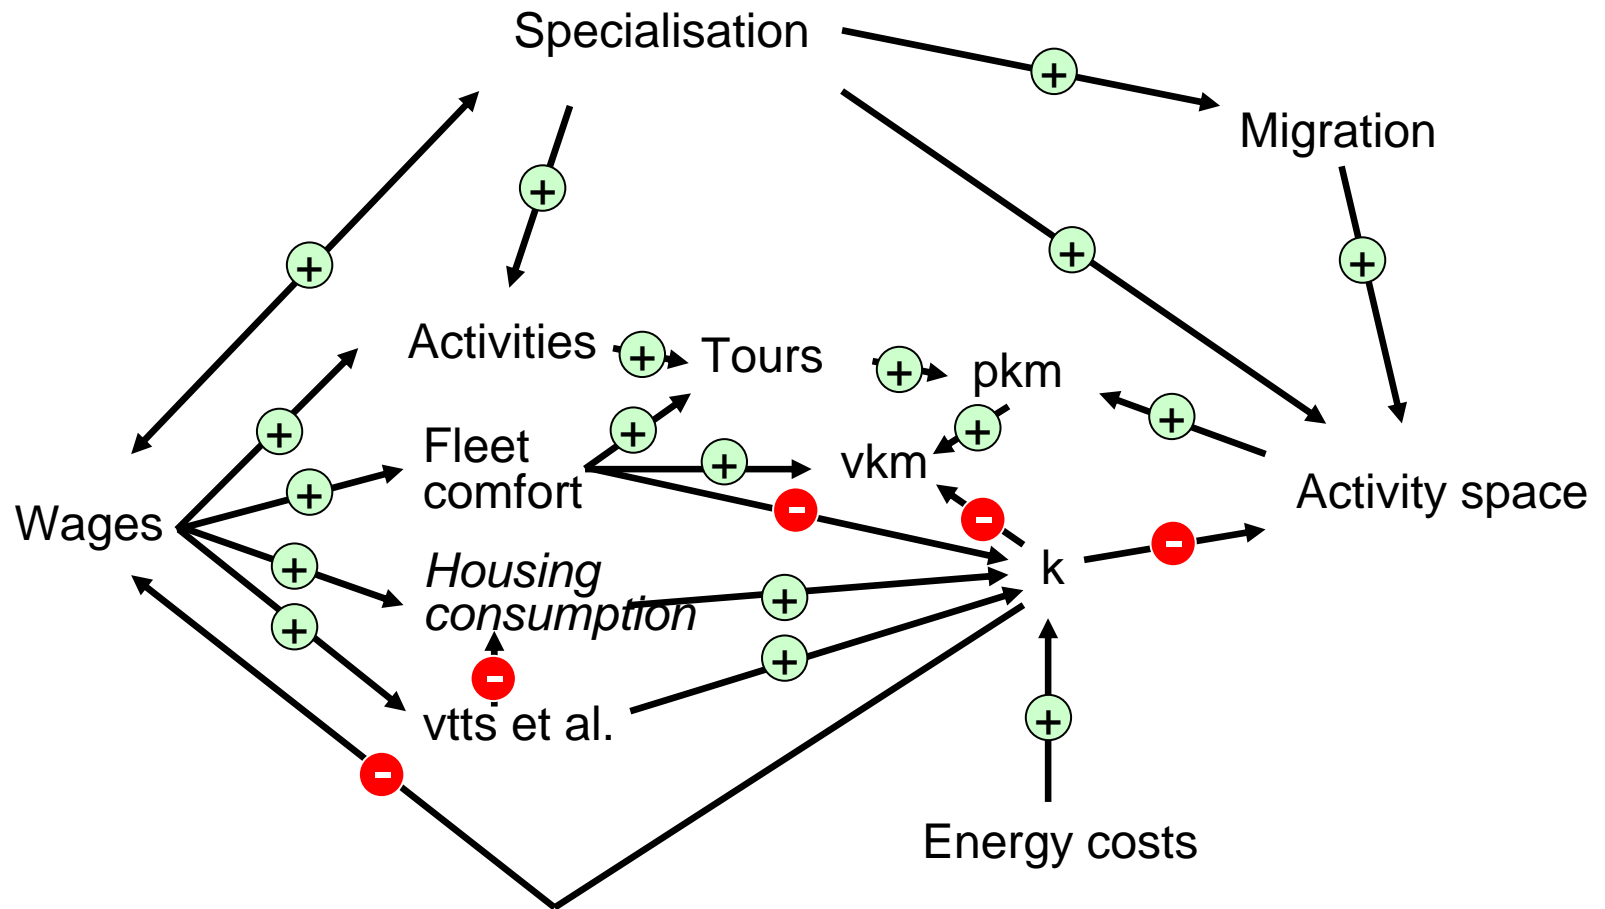 Specialisation
+
Migration
+
+
+
+
Activities
+
Tours
+
pkm
+
+
+
+
Fleet
comfort
+
vkm
+
-
-
-
Activity space
Wages
+
Housing
consumption
+
k
+
-
+
vtts et al.
+
-
Energy costs